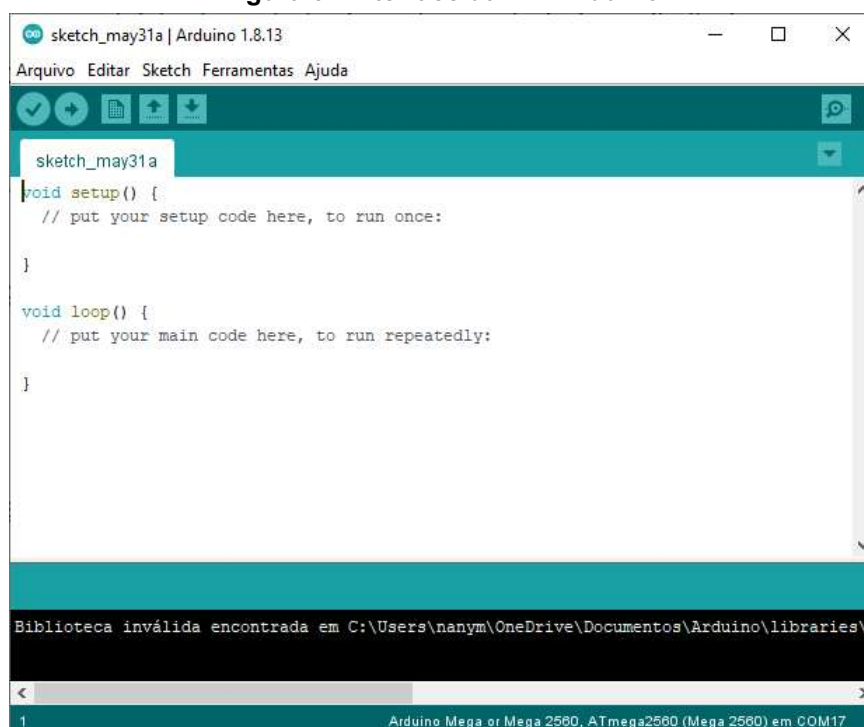 sketch_may31a | Arduino 1.8.13
Arquivo Editar Sketch Ferramentas Ajuda
sketch_may31a
void setup() {
// put your setup code here, to run once:
}
void loop() {
// put your main code here, to run repeatedly:
}
Biblioteca inválida encontrada em C:\Users\nanym\OneDrive\Documentos\Arduino\libraries\
1
Arduino Mega or Mega 2560, ATmega2560 (Mega 2560) em COM17